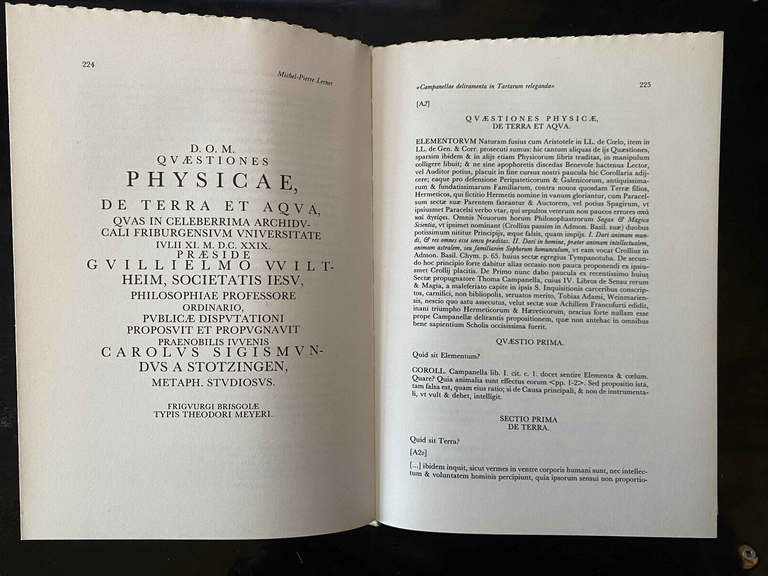 224
Michel-Pierre Lerner
D. O. M.
QVÆSTIONES
PHYSICAE,
DE TERRA ET AQVA,
QVAS IN CELEBERRIMA ARCHIDV-
CALI FRIBURGENSIVM VNIVERSITATE
IVLII XI. M. D. C. XXIX.
PRÆSIDE
GVILLIELMO VVILT-
HEIM, SOCIETATIS IESV,
PHILOSOPHIAE PROFESSORE
ORDINARIO,
PVBLICÆ DISPVTATIONI
PROPOSVIT ET PROPVGNAVIT
PRAENOBILIS IVVENIS
CAROLVS SIGISMVN-
DVS A STOTZINGEN,
METAPH. STVDIOSVS.
FRIGVURGI BRISGOIÆ
TYPIS THEODORI MEYERI.
«Campanellae deliramenta in Tartarum releganda»
225
[A2]
QVÆSTIONES PHYSICÆ,
DE TERRA ET AQVA.
ELEMENTORVM Naturam fusius cum Aristotele in LL. de Cœlo, item in
LL. de Gen. & Corr. prosecuti sumus: hic tantum aliquas de ijs Quæstiones,
sparsim ibidem & in alijs etiam Physicorum libris traditas, in manipulum
colligere libuit; & ne sine apophoretis discedas Benevole hactenus Lector,
vel Auditor potius, placuit in fine cursus nostri paucula hic Corollaria adij-
cere; eaque pro defensione Peripateticorum & Galenicorum, antiquissima-
rum & fundatissimarum Familiarum, contra nouos quosdam Terræ filios,
Hermeticos, qui fictitio Hermetis nomine in vanum gloriantur, cum Paracel-
sum sectæ suæ Parentem fateantur & Auctorem, vel potius Spagirum, vt
ipsiusmet Paracelsi verbo vtar, qui sepultos veterum non paucos errores σπᾷ
καὶ ἀγείρει. Omnis Nouorum horum Philosophastrorum Sagax & Magica
Scientia, vt ipsimet nominant (Crollius passim in Admon. Basil. suæ) duobus
potissimum nititur Principijs, æque falsis, quam impijs. I. Dari animam mun-
di, & res omnes esse sensu præditas. II. Dari in homine, præter animam intellectualem,
animam astralem, seu familiarem Sophorum homunculum, vt eam vocat Crollius in
Admon. Basil. Chym. p. 65. huius sectæ egregius Tympanotuba. De secun-
do hoc principio forte dabitur alias occasio non pauca proponendi ex ipsis-
met Crollij placitis. De Primo nunc dabo paucula ex recentissimo huius
Sectæ propugnatore Thoma Campanella, cuius IV. Libros de Sensu rerum
& Magia, a maleferiato capite in ipsis S. Inquisitionis carceribus conscrip-
tos, carnifici, non bibliopolis, seruatos merito, Tobias Adami, Weinmarien-
sis, nescio quo astu assecutus, velut sectæ suæ Achillem Francofurti edidit,
inani triumpho Hermeticorum & Hæreticorum, nescius forte nullam esse
prope Campanellæ delirantis propositionem, quæ non antehac in omnibus
bene sapientium Scholis occisissima fuerit.
QVÆSTIO PRIMA.
Quid sit Elementum?
COROLL. Campanella lib. I. cit. c. 1. docet sentire Elementa & cœlum.
Quare? Quia animalia sunt effectus eorum <pp. 1-2>. Sed propositio ista,
tam falsa est, quam eius ratio; si de Causa principali, & non de instrumenta-
li, vt vult & debet, intelligit.
SECTIO PRIMA
DE TERRA.
Quid sit Terra?
[A2v]
[...] ibidem inquit, sicut vermes in ventre corporis humani sunt, nec intellec-
tum & voluntatem hominis percipiunt, quia ipsorum sensui non proportio-